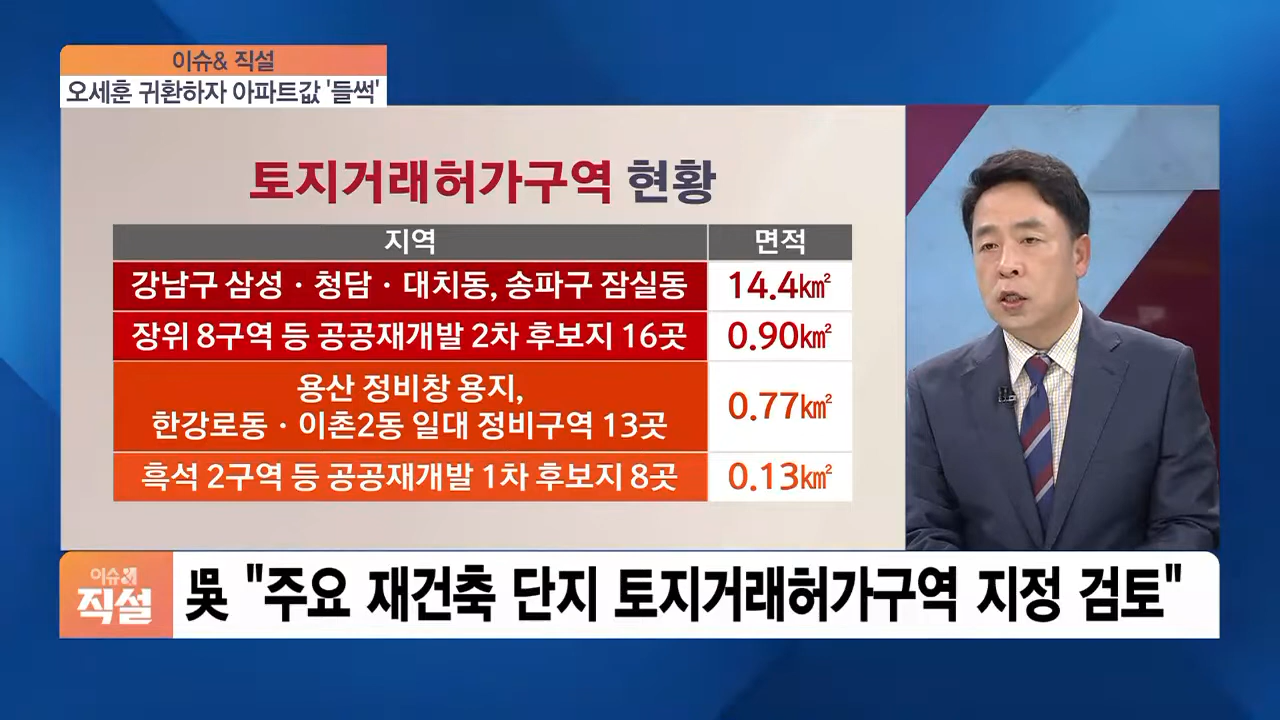 이슈& 직설
오세훈 귀환하자 아파트값 '들썩'
토지거래허가구역 현황
지역 면적
강남구 삼성·청담·대치동, 송파구 잠실동 14.4㎢
장위 8구역 등 공공재개발 2차 후보지 16곳 0.90㎢
용산 정비창 용지,
한강로동·이촌2동 일대 정비구역 13곳 0.77㎢
흑석 2구역 등 공공재개발 1차 후보지 8곳 0.13㎢
이슈&
직설
吳 "주요 재건축 단지 토지거래허가구역 지정 검토"